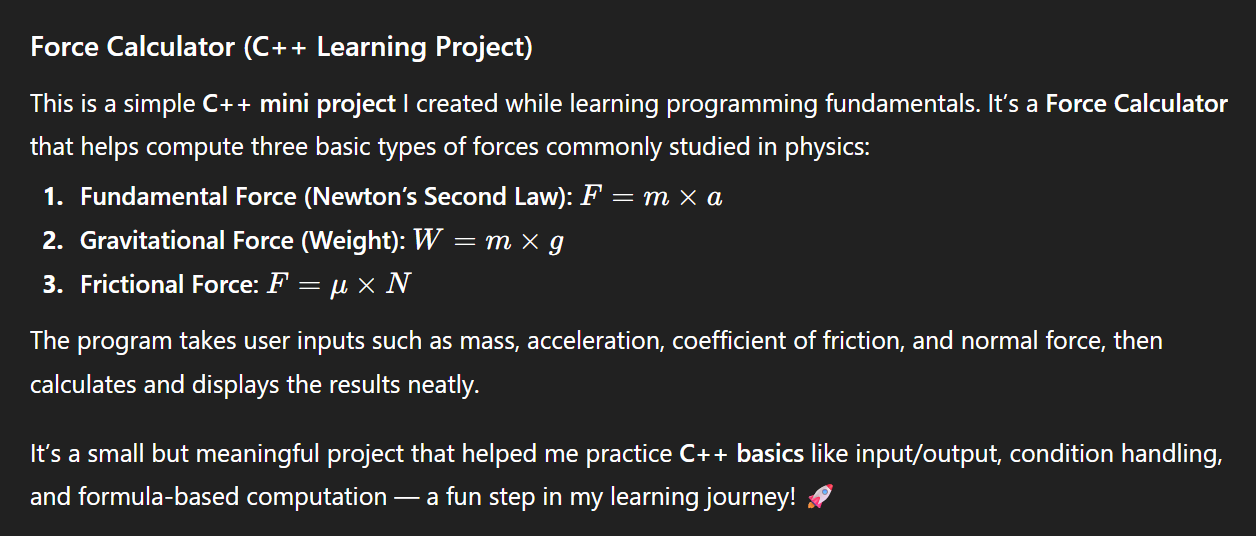 Force Calculator (C++ Learning Project)
This is a simple C++ mini project I created while learning programming fundamentals. It’s a Force Calculator
that helps compute three basic types of forces commonly studied in physics:
1. Fundamental Force (Newton’s Second Law): F = m × a
2. Gravitational Force (Weight): W = m × g
3. Frictional Force: F = μ × N
The program takes user inputs such as mass, acceleration, coefficient of friction, and normal force, then
calculates and displays the results neatly.
It’s a small but meaningful project that helped me practice C++ basics like input/output, condition handling,
and formula-based computation — a fun step in my learning journey! 🚀